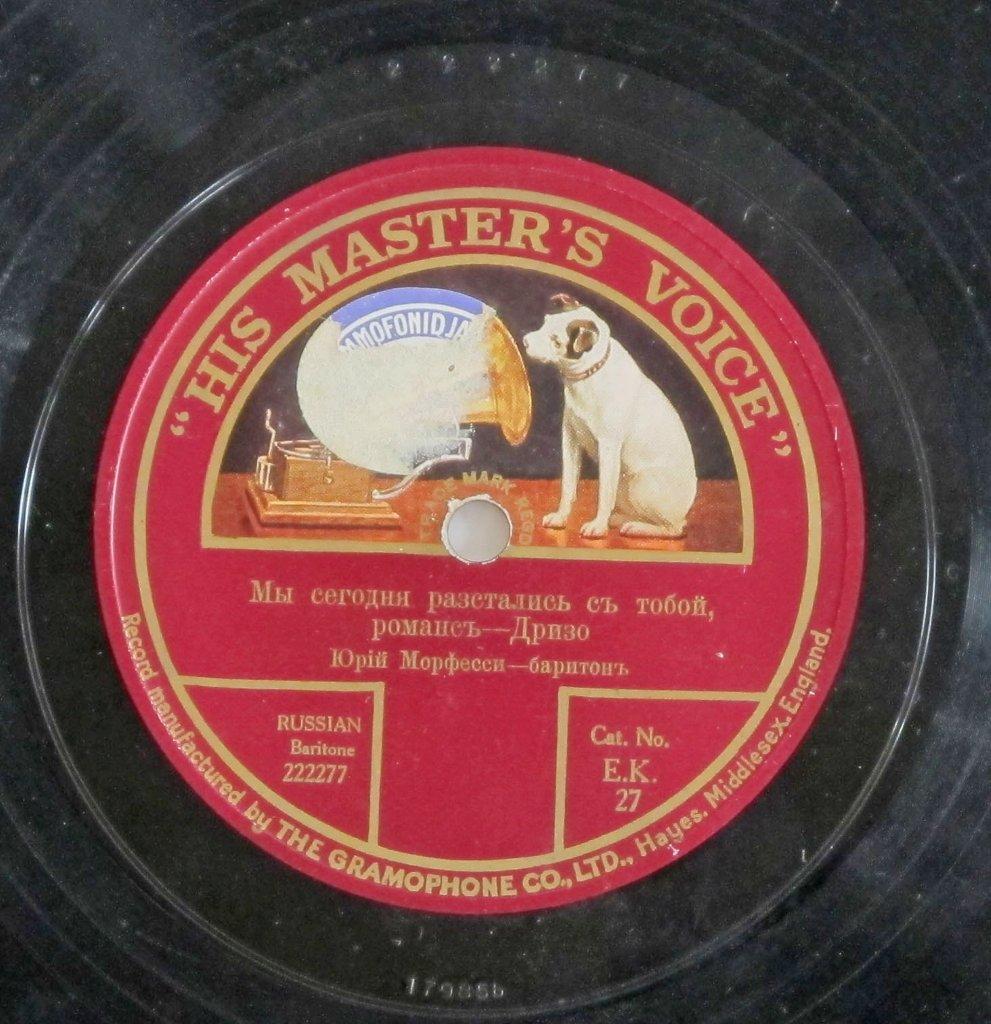 222277
"HIS MASTER'S VOICE"
AMOFONIDJA
TRADE MARK REGD
Мы сегодня разстались съ тобой,
романсъ—Дризо
Юрій Морфесси—баритонъ
RUSSIAN
Baritone
222277
Cat. No.
E.K.
27
Record manufactured by THE GRAMOPHONE CO., LTD., Hayes, Middlesex, England.